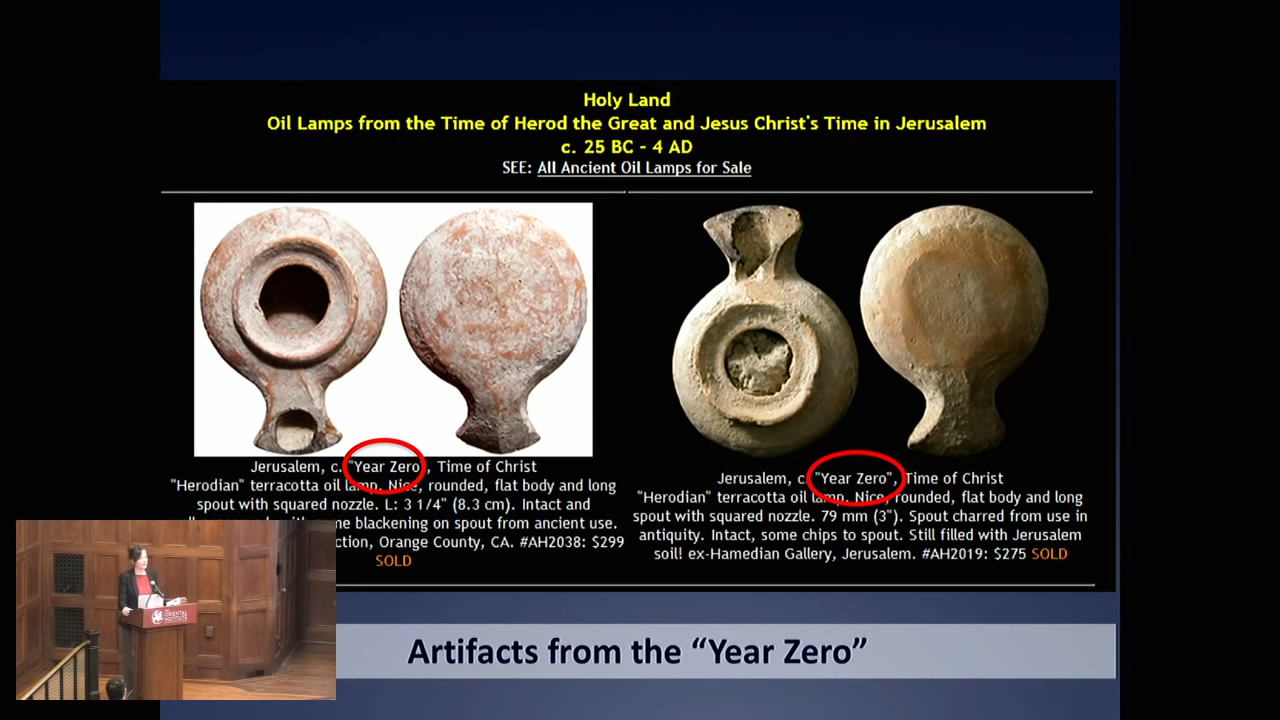 Holy Land
Oil Lamps from the Time of Herod the Great and Jesus Christ's Time in Jerusalem
c. 25 BC - 4 AD
SEE: All Ancient Oil Lamps for Sale
Jerusalem, c. "Year Zero", Time of Christ
"Herodian" terracotta oil lamp. Nice, rounded, flat body and long
spout with squared nozzle. L: 3 1/4" (8.3 cm). Intact and
blackening on spout from ancient use.
Orange County, CA. #AH2038: $299
SOLD
Jerusalem, c. "Year Zero", Time of Christ
"Herodian" terracotta oil lamp. Nice, rounded, flat body and long
spout with squared nozzle. 79 mm (3"). Spout charred from use in
antiquity. Intact, some chips to spout. Still filled with Jerusalem
soil! ex-Hamedian Gallery, Jerusalem. #AH2019: $275 SOLD
ORIENTAL
INSTITUTE
Artifacts from the “Year Zero”